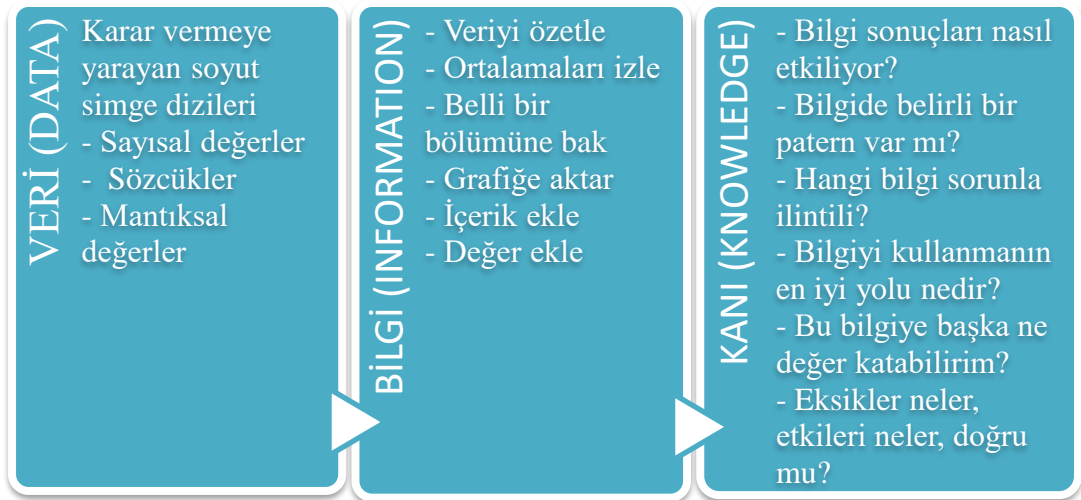 VERİ (DATA)
Karar vermeye
yarayan soyut
simge dizileri
- Sayısal değerler
- Sözcükler
- Mantıksal
değerler
BİLGİ (INFORMATION)
- Veriyi özetle
- Ortalamaları izle
- Belli bir
bölümüne bak
- Grafiğe aktar
- İçerik ekle
- Değer ekle
KANI (KNOWLEDGE)
- Bilgi sonuçları nasıl
etkiliyor?
- Bilgide belirli bir
patern var mı?
- Hangi bilgi sorunla
ilintili?
- Bilgiyi kullanmanın
en iyi yolu nedir?
- Bu bilgiye başka ne
değer katabilirim?
- Eksikler neler,
etkileri neler, doğru
mu?